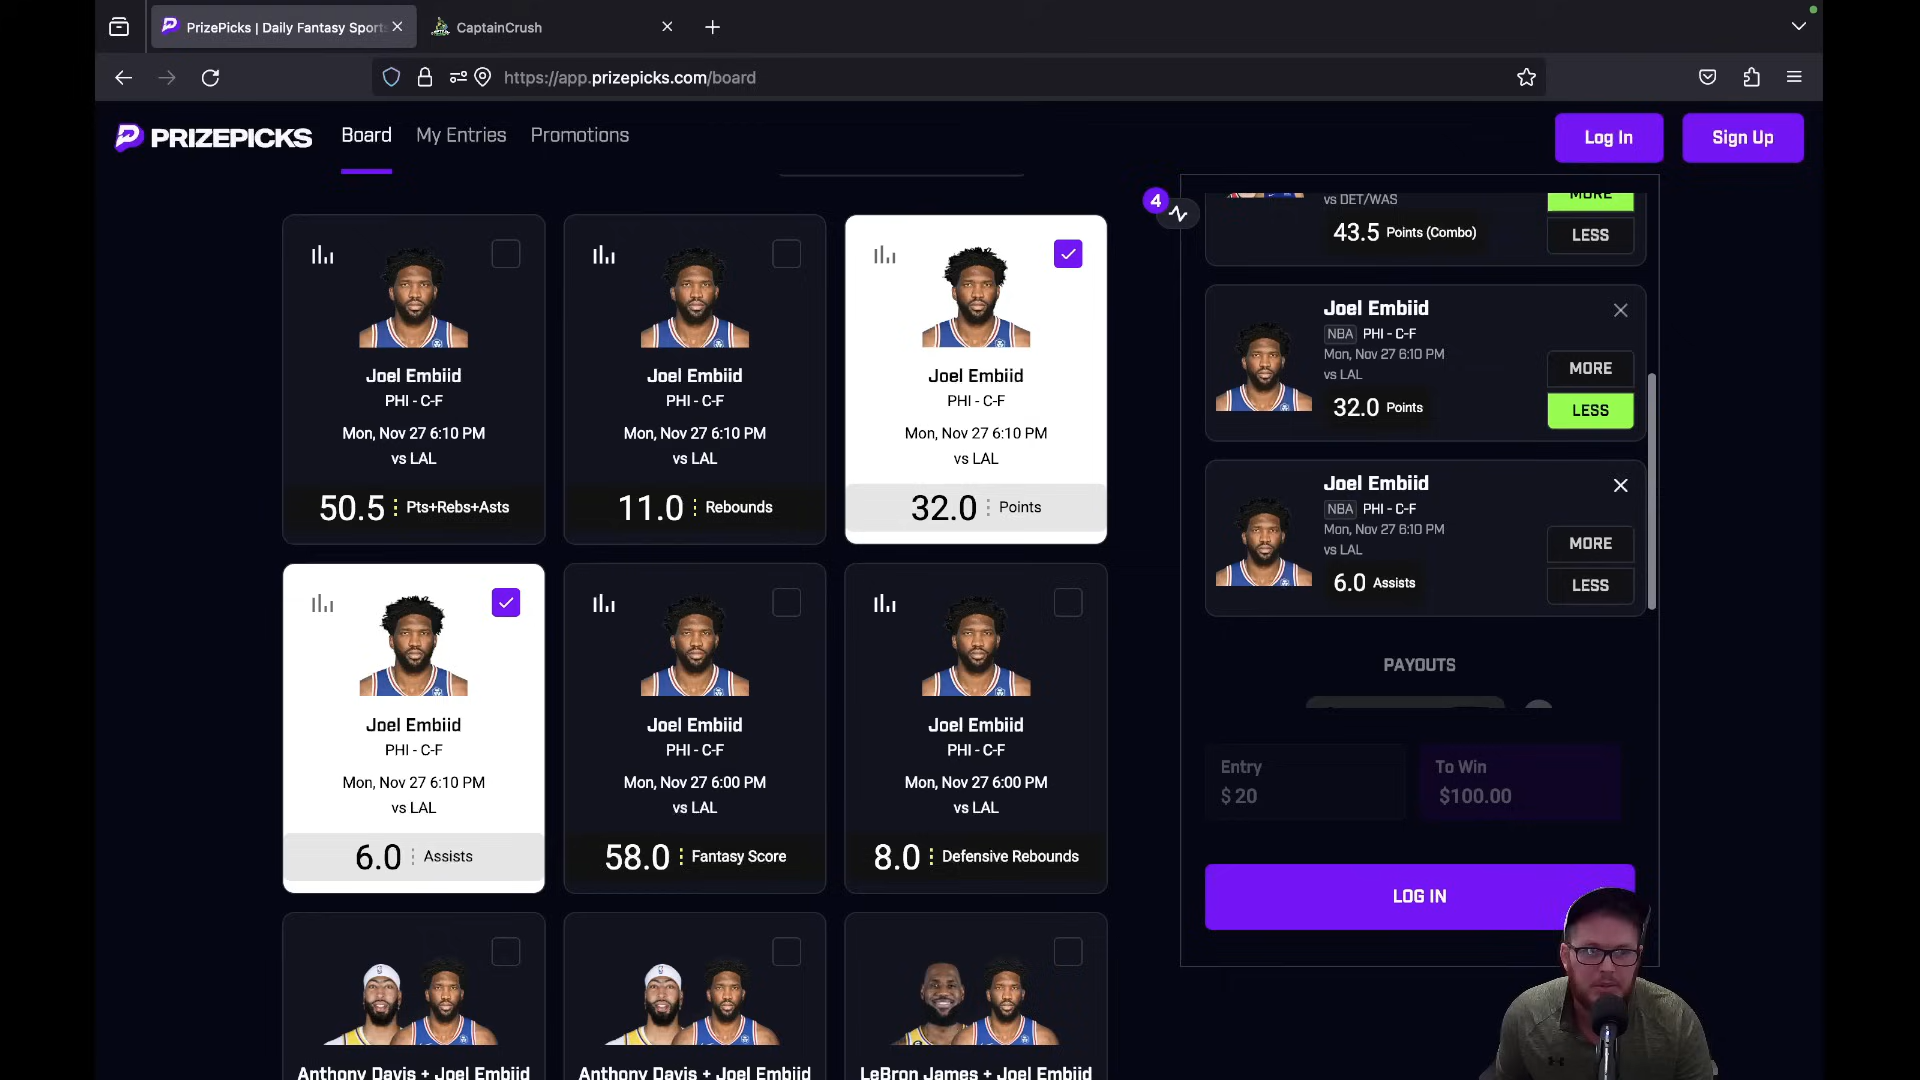 PrizePicks | Daily Fantasy Sport
CaptainCrush
https://app.prizepicks.com/board
PRIZEPICKS
Board
My Entries
Promotions
Log In
Sign Up
Joel Embiid
PHI - C-F
Mon, Nov 27 6:10 PM
vs LAL
50.5 Pts+Rebs+Asts
Joel Embiid
PHI - C-F
Mon, Nov 27 6:10 PM
vs LAL
11.0 Rebounds
Joel Embiid
PHI - C-F
Mon, Nov 27 6:10 PM
vs LAL
32.0 Points
Joel Embiid
PHI - C-F
Mon, Nov 27 6:10 PM
vs LAL
6.0 Assists
Joel Embiid
PHI - C-F
Mon, Nov 27 6:00 PM
vs LAL
58.0 Fantasy Score
Joel Embiid
PHI - C-F
Mon, Nov 27 6:00 PM
vs LAL
8.0 Defensive Rebounds
Anthony Davis + Joel Embiid
Anthony Davis + Joel Embiid
LeBron James + Joel Embiid
4
vs DET/WAS
43.5 Points (Combo)
MORE
LESS
Joel Embiid
NBA PHI - C-F
Mon, Nov 27 6:10 PM
vs LAL
32.0 Points
MORE
LESS
Joel Embiid
NBA PHI - C-F
Mon, Nov 27 6:10 PM
vs LAL
6.0 Assists
MORE
LESS
PAYOUTS
Entry
$ 20
To Win
$100.00
LOG IN